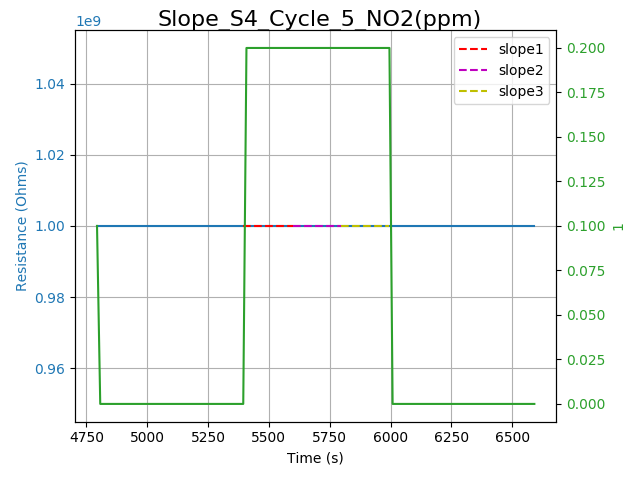 Slope_S4_Cycle_5_NO2(ppm)
1e9
slope1
slope2
slope3
1.04
1.02
1.00
0.98
0.96
Resistance (Ohms)
0.200
0.175
0.150
0.125
0.100
0.075
0.050
0.025
0.000
1
4750 5000 5250 5500 5750 6000 6250 6500
Time (s)